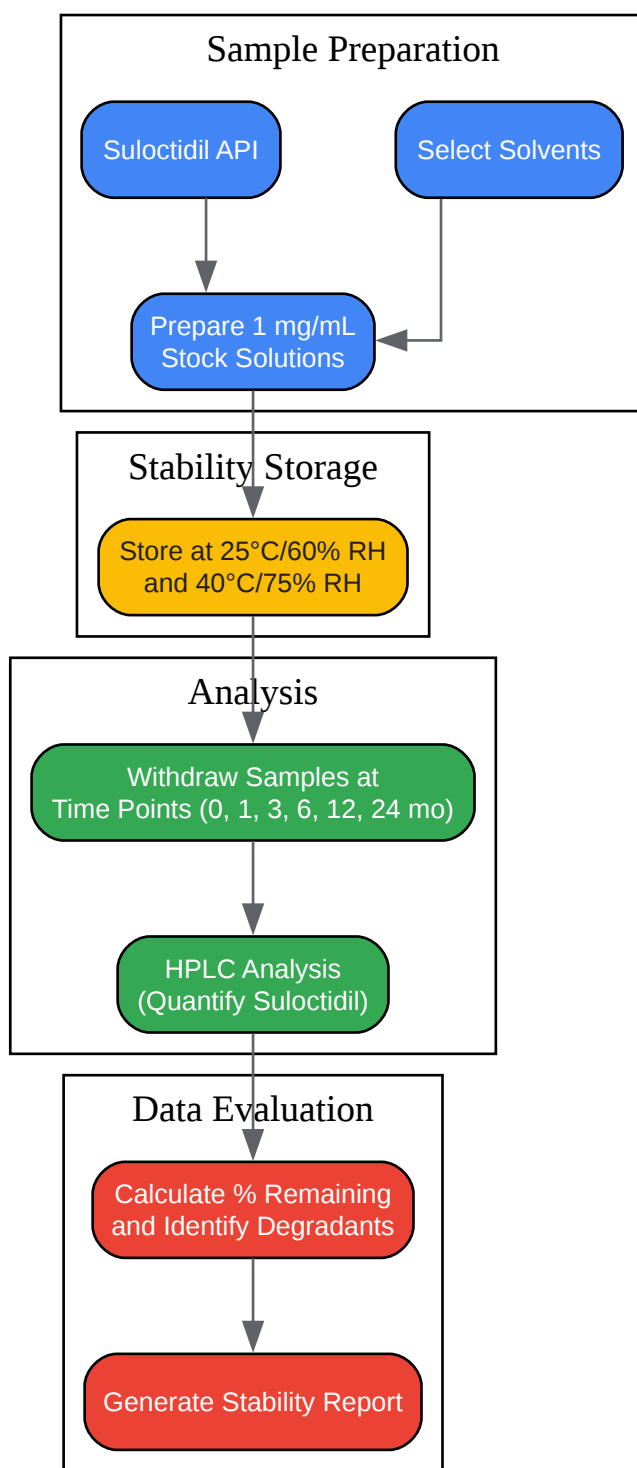 Sample Preparation
Suloctidil API
Select Solvents
Prepare 1 mg/mL
Stock Solutions
Stability Storage
Store at 25°C/60% RH
and 40°C/75% RH
Analysis
Withdraw Samples at
Time Points (0, 1, 3, 6, 12, 24 mo)
HPLC Analysis
(Quantify Suloctidil)
Data Evaluation
Calculate % Remaining
and Identify Degradants
Generate Stability Report